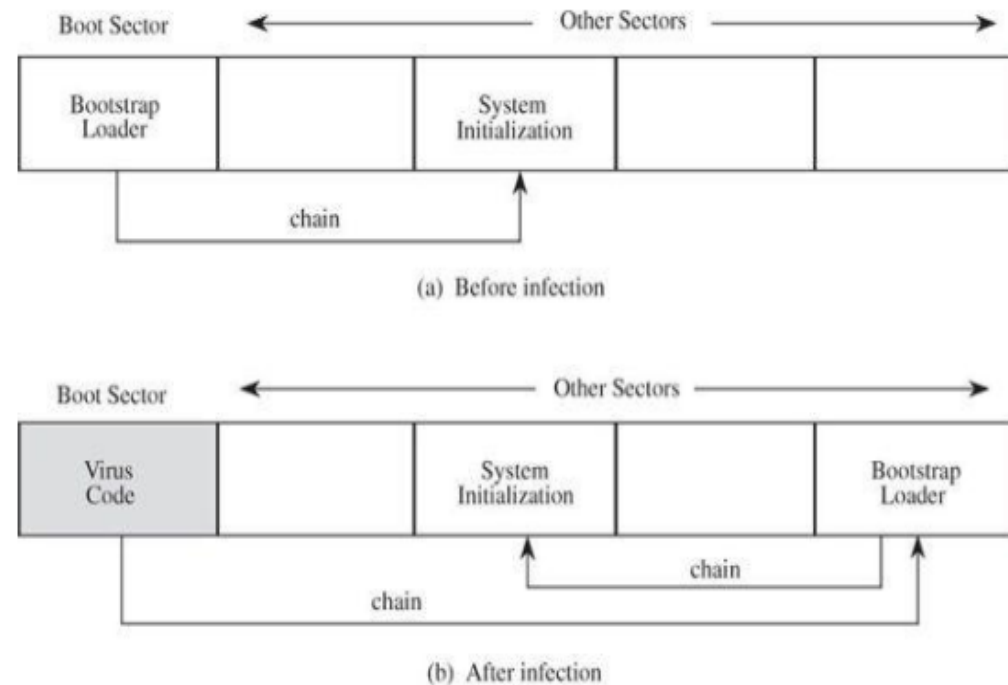 Boot Sector
Other Sectors
Bootstrap
Loader
System
Initialization
chain
(a) Before infection
Boot Sector
Other Sectors
Virus
Code
System
Initialization
Bootstrap
Loader
chain
chain
(b) After infection